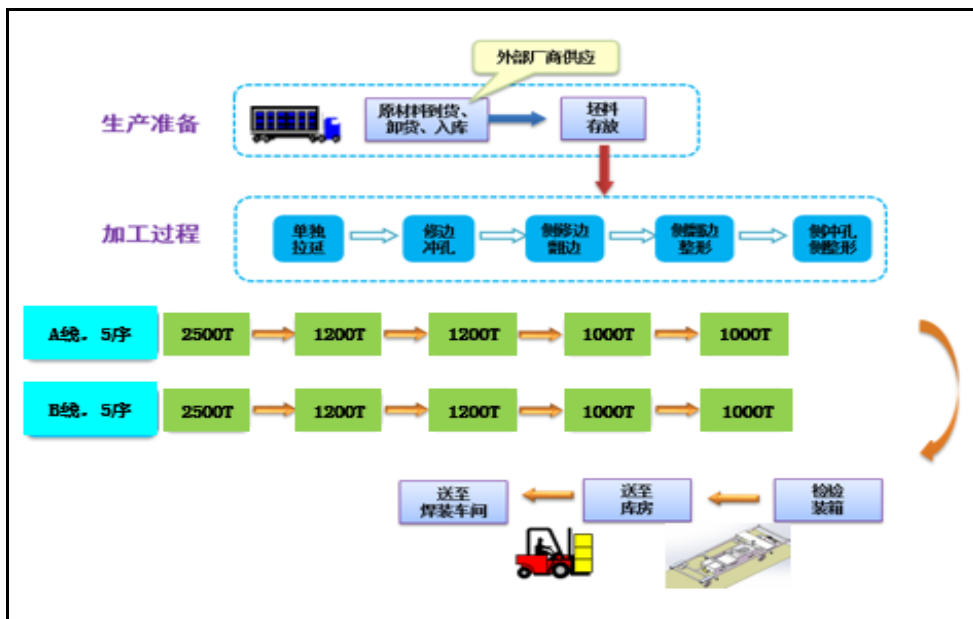 外部厂商供应
生产准备
原材料到货、
卸货、入库
坯料
存放
加工过程
单独
拉延
修边
冲孔
侧修边
翻边
侧翻边
整形
侧冲孔
侧整形
A线．5序
2500T
1200T
1200T
1000T
1000T
B线．5序
2500T
1200T
1200T
1000T
1000T
送至
焊装车间
送至
库房
检验
装箱